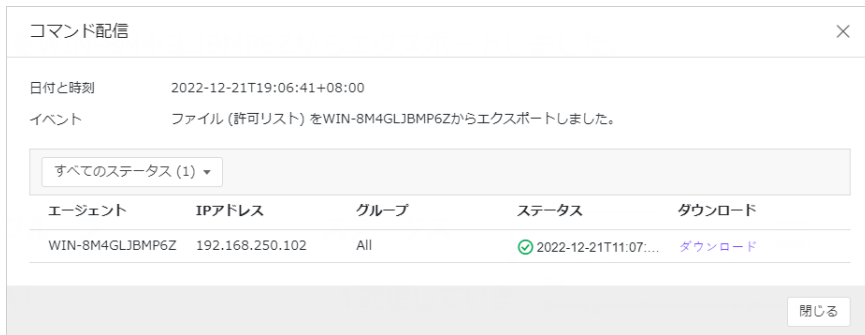 コマンド配信
日付と時刻 2022-12-21T19:06:41+08:00
イベント ファイル (許可リスト) をWIN-8M4GLJBMP6Zからエクスポートしました。
すべてのステータス (1)
エージェント IPアドレス グループ ステータス ダウンロード
WIN-8M4GLJBMP6Z 192.168.250.102 All 2022-12-21T11:07:... ダウンロード
閉じる